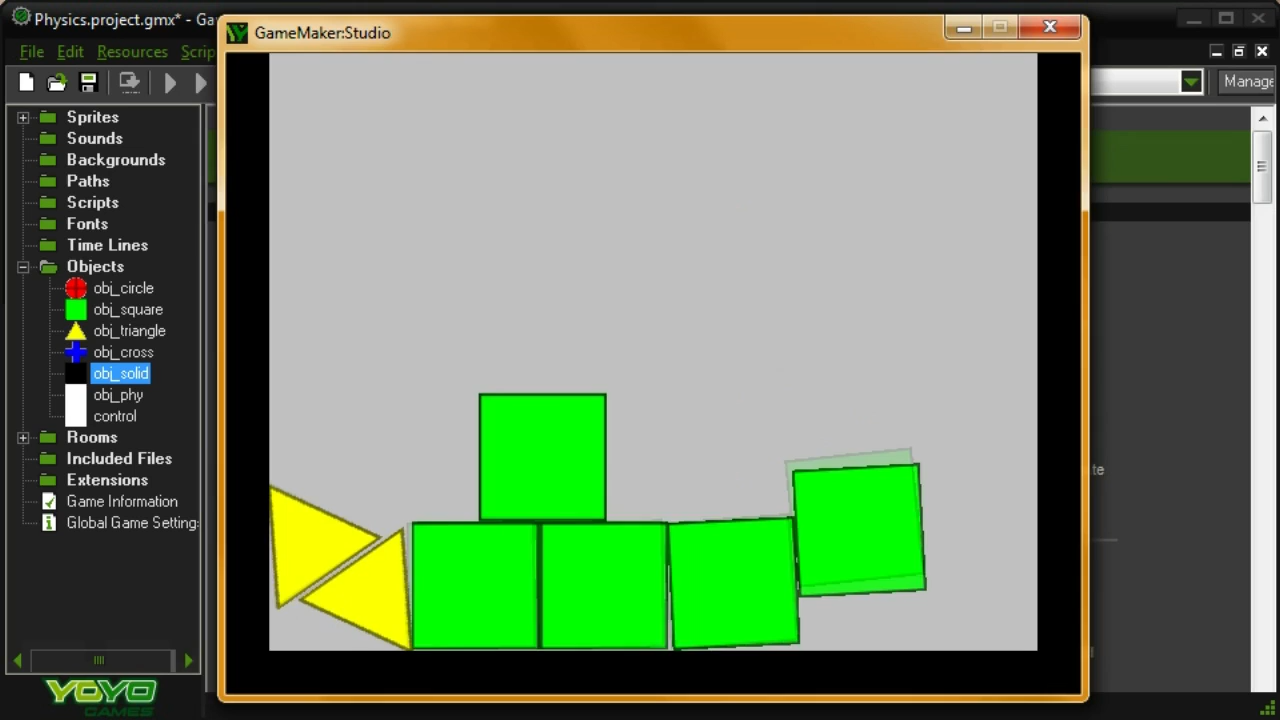 Physics.project.gmx* - Ga
GameMaker:Studio
File Edit Resources Scrip
Manage
Sprites
Sounds
Backgrounds
Paths
Scripts
Fonts
Time Lines
Objects
obj_circle
obj_square
obj_triangle
obj_cross
obj_solid
obj_phy
control
Rooms
Included Files
te
Extensions
Game Information
Global Game Setting
YOYO
GAMES